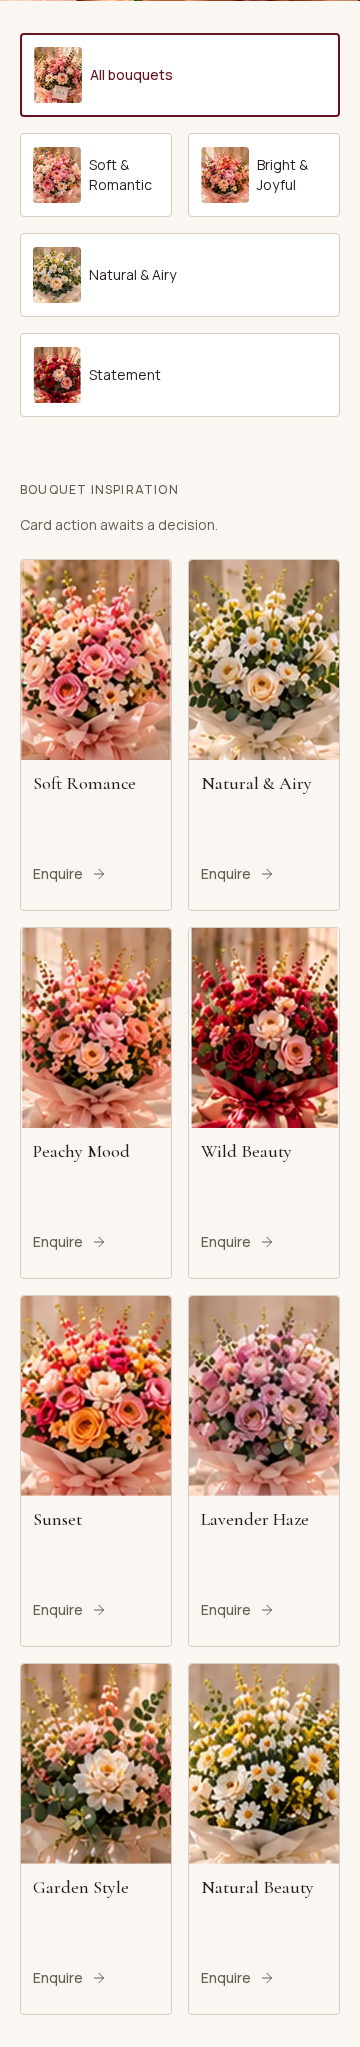 All bouquets
Soft &
Romantic
Bright &
Joyful
Natural & Airy
Statement
BOUQUET INSPIRATION
Card action awaits a decision.
Soft Romance
Natural & Airy
Enquire →
Enquire →
Peachy Mood
Wild Beauty
Enquire →
Enquire →
Sunset
Lavender Haze
Enquire →
Enquire →
Garden Style
Natural Beauty
Enquire →
Enquire →